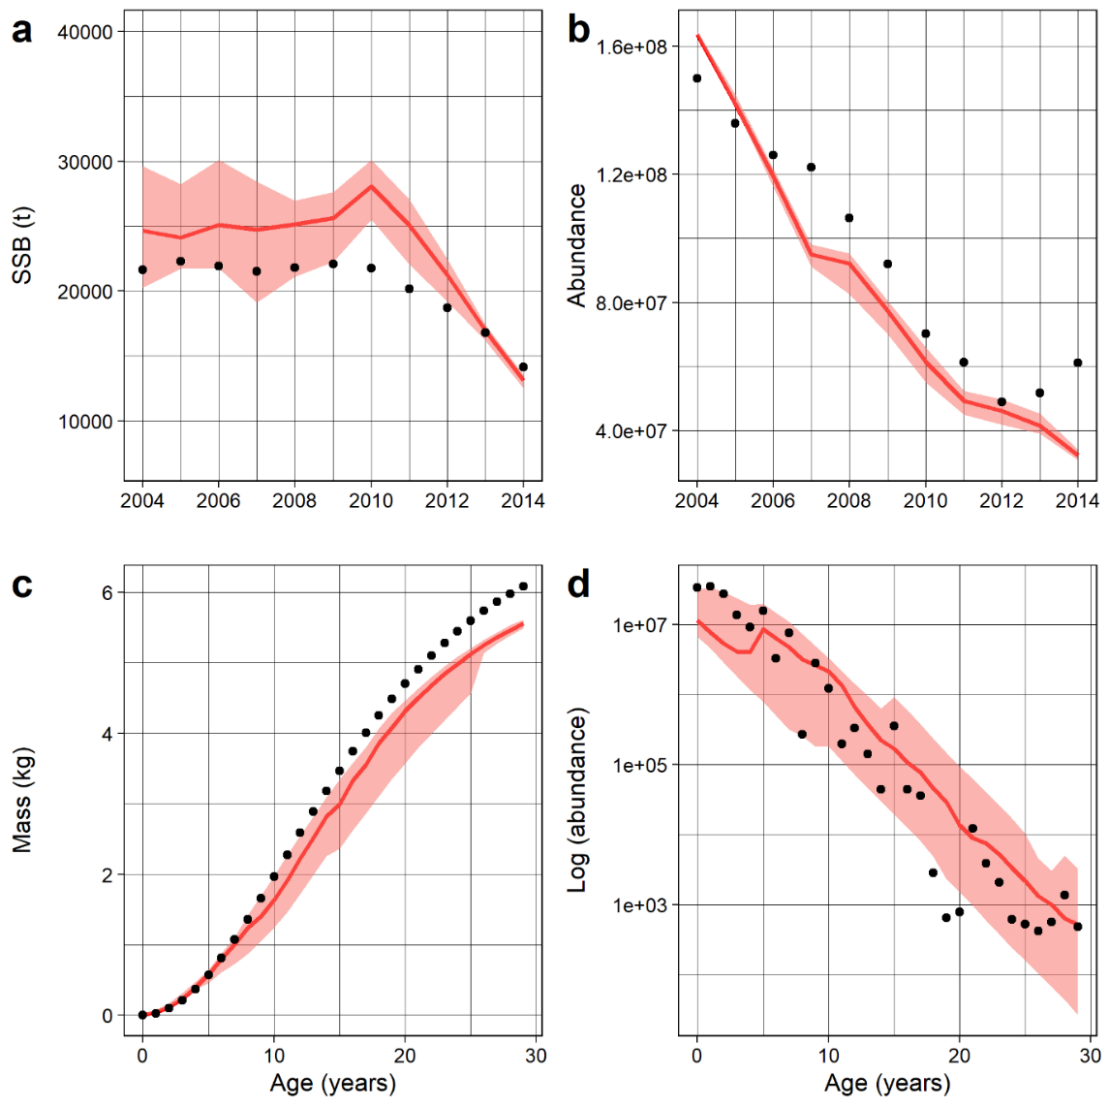 a
SSB (t)
40000
30000
20000
10000
2004 2006 2008 2010 2012 2014
b
Abundance
1.6e+08
1.2e+08
8.0e+07
4.0e+07
2004 2006 2008 2010 2012 2014
c
Mass (kg)
6
4
2
0
0 10 20 30
Age (years)
d
Log (abundance)
1e+07
1e+05
1e+03
0 10 20 30
Age (years)